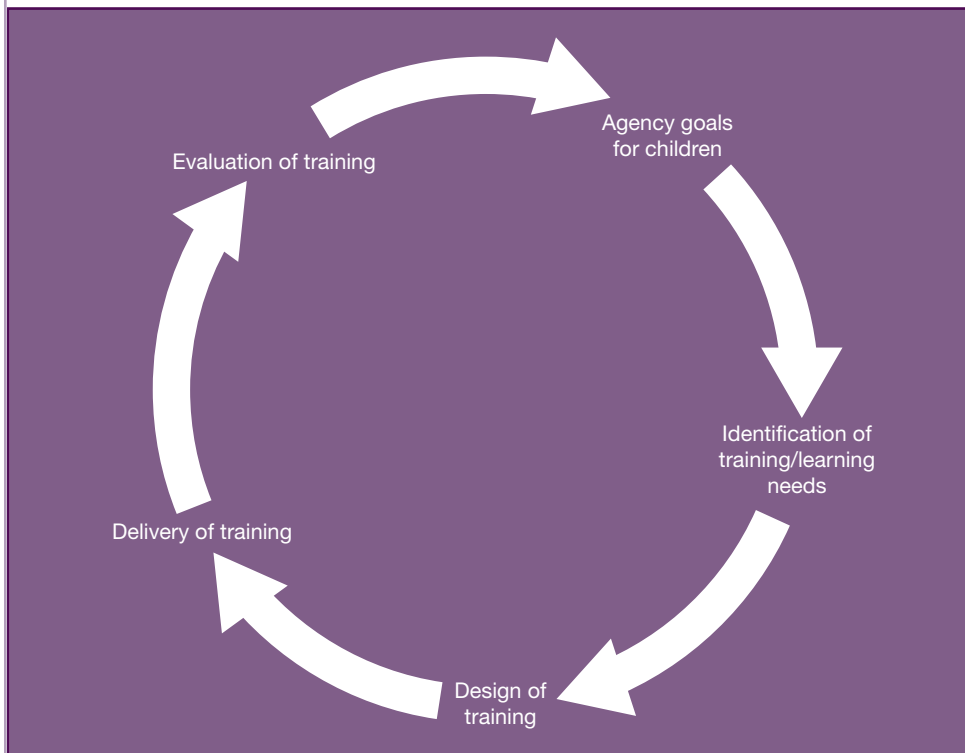 Agency goals
for children
Evaluation of training
Identification of
training/learning
needs
Delivery of training
Design of
training